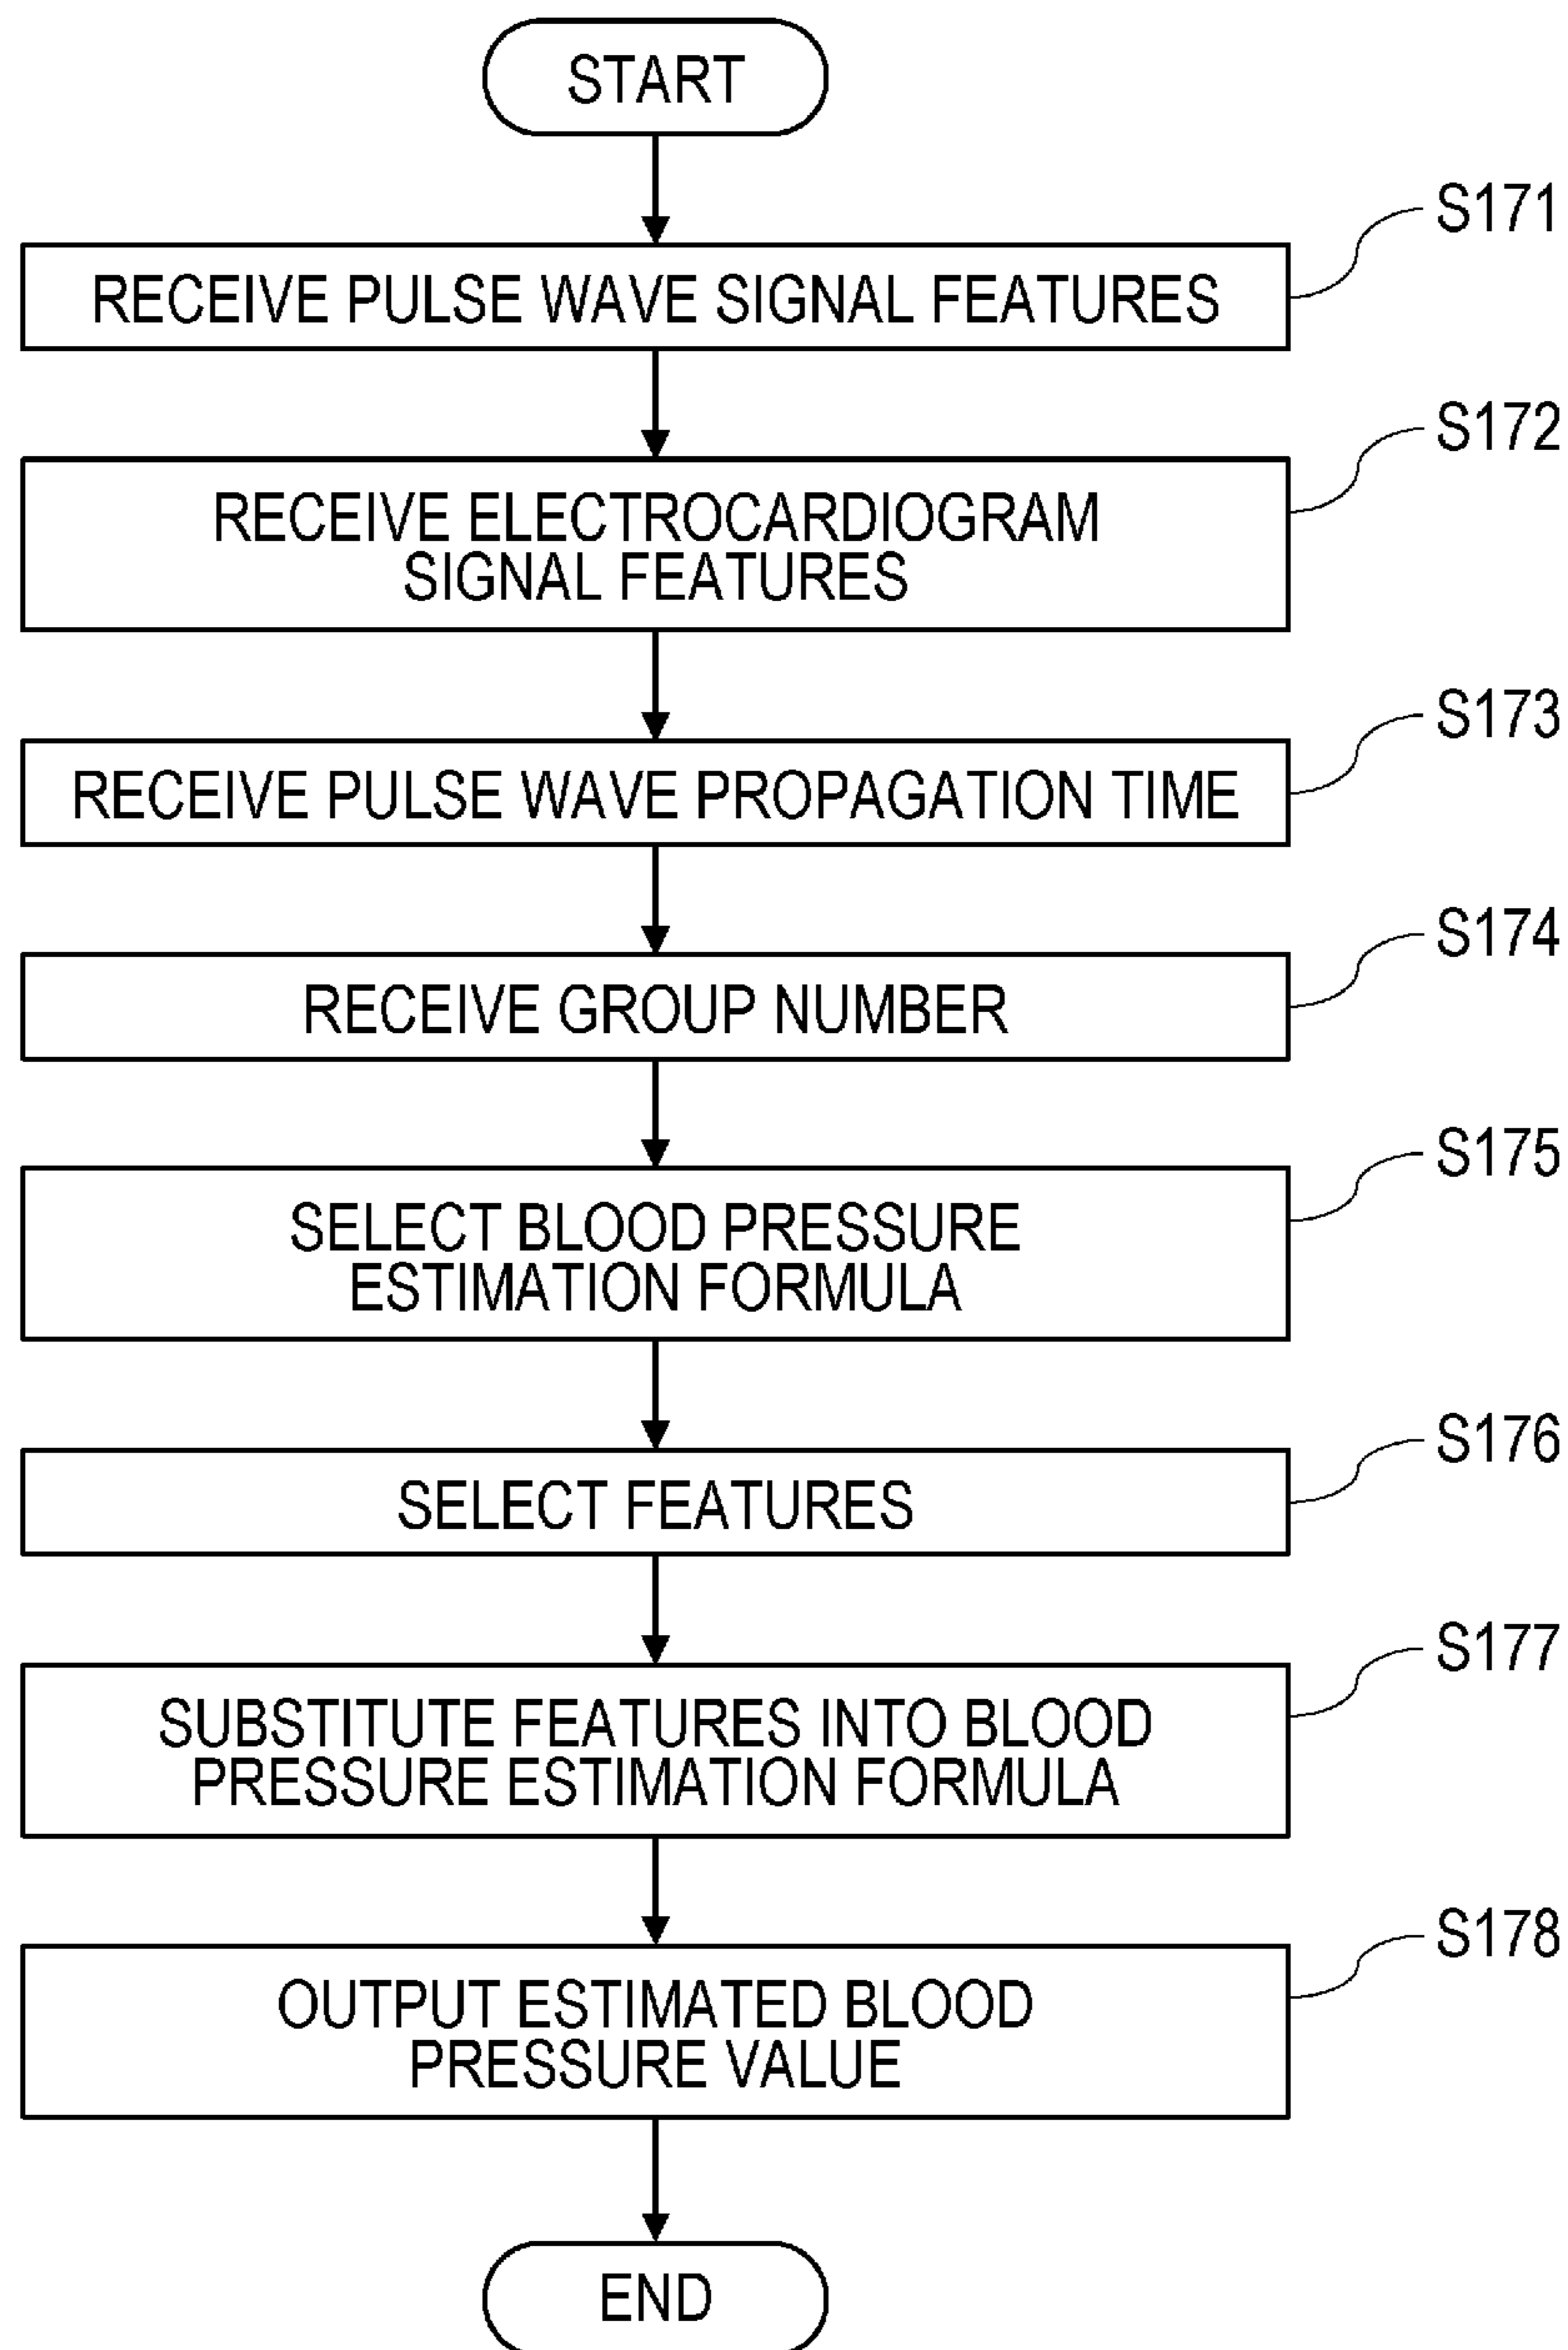 START
S171
RECEIVE PULSE WAVE SIGNAL FEATURES
S172
RECEIVE ELECTROCARDIOGRAM
SIGNAL FEATURES
S173
RECEIVE PULSE WAVE PROPAGATION TIME
S174
RECEIVE GROUP NUMBER
S175
SELECT BLOOD PRESSURE
ESTIMATION FORMULA
S176
SELECT FEATURES
S177
SUBSTITUTE FEATURES INTO BLOOD
PRESSURE ESTIMATION FORMULA
S178
OUTPUT ESTIMATED BLOOD
PRESSURE VALUE
END